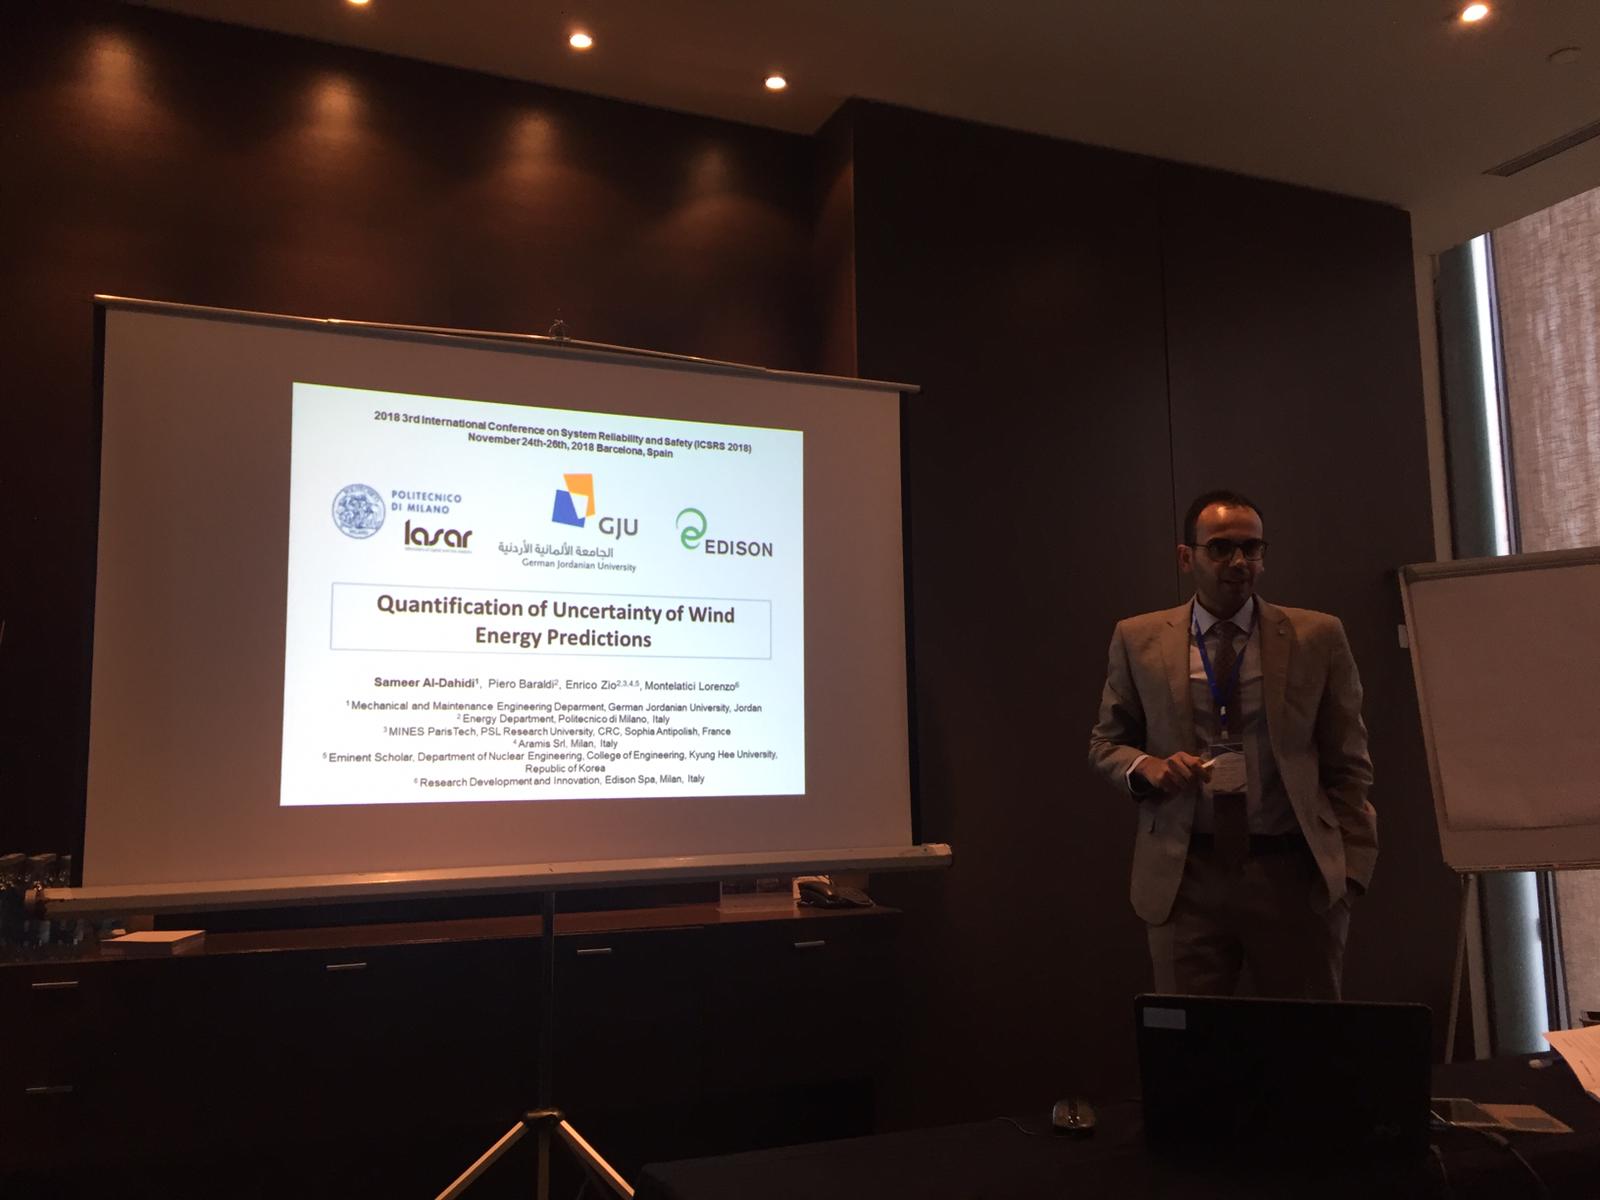 2018 3rd International Conference on System Reliability and Safety (ICSRS 2018)
November 24th-26th, 2018 Barcelona, Spain
POLITECNICO
DI MILANO
lasar
GJU
الجامعة الألمانية الأردنية
German Jordanian University
EDISON
Quantification of Uncertainty of Wind
Energy Predictions
Sameer Al-Dahidi1, Piero Baraldi2, Enrico Zio2,3,4,5, Montelatici Lorenzo6
1 Mechanical and Maintenance Engineering Deparment, German Jordanian University, Jordan
2 Energy Department, Politecnico di Milano, Italy
3 MINES ParisTech, PSL Research University, CRC, Sophia Antipolish, France
4 Aramis Srl, Milan, Italy
5 Eminent Scholar, Department of Nuclear Engineering, College of Engineering, Kyung Hee University,
Republic of Korea
6 Research Development and Innovation, Edison Spa, Milan, Italy